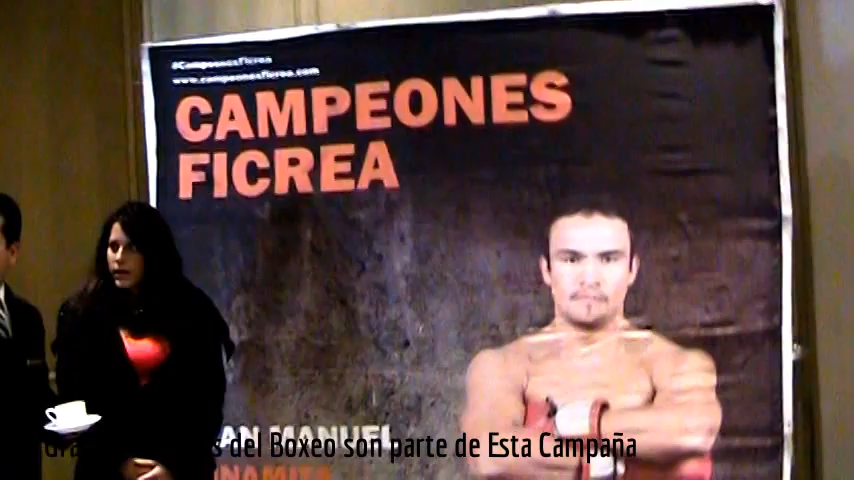 #CampeonesFicrea
www.campeonesficrea.com
CAMPEONES
FICREA
AN MANUEL
NAMITA
del Boxeo son parte de Esta Campaña